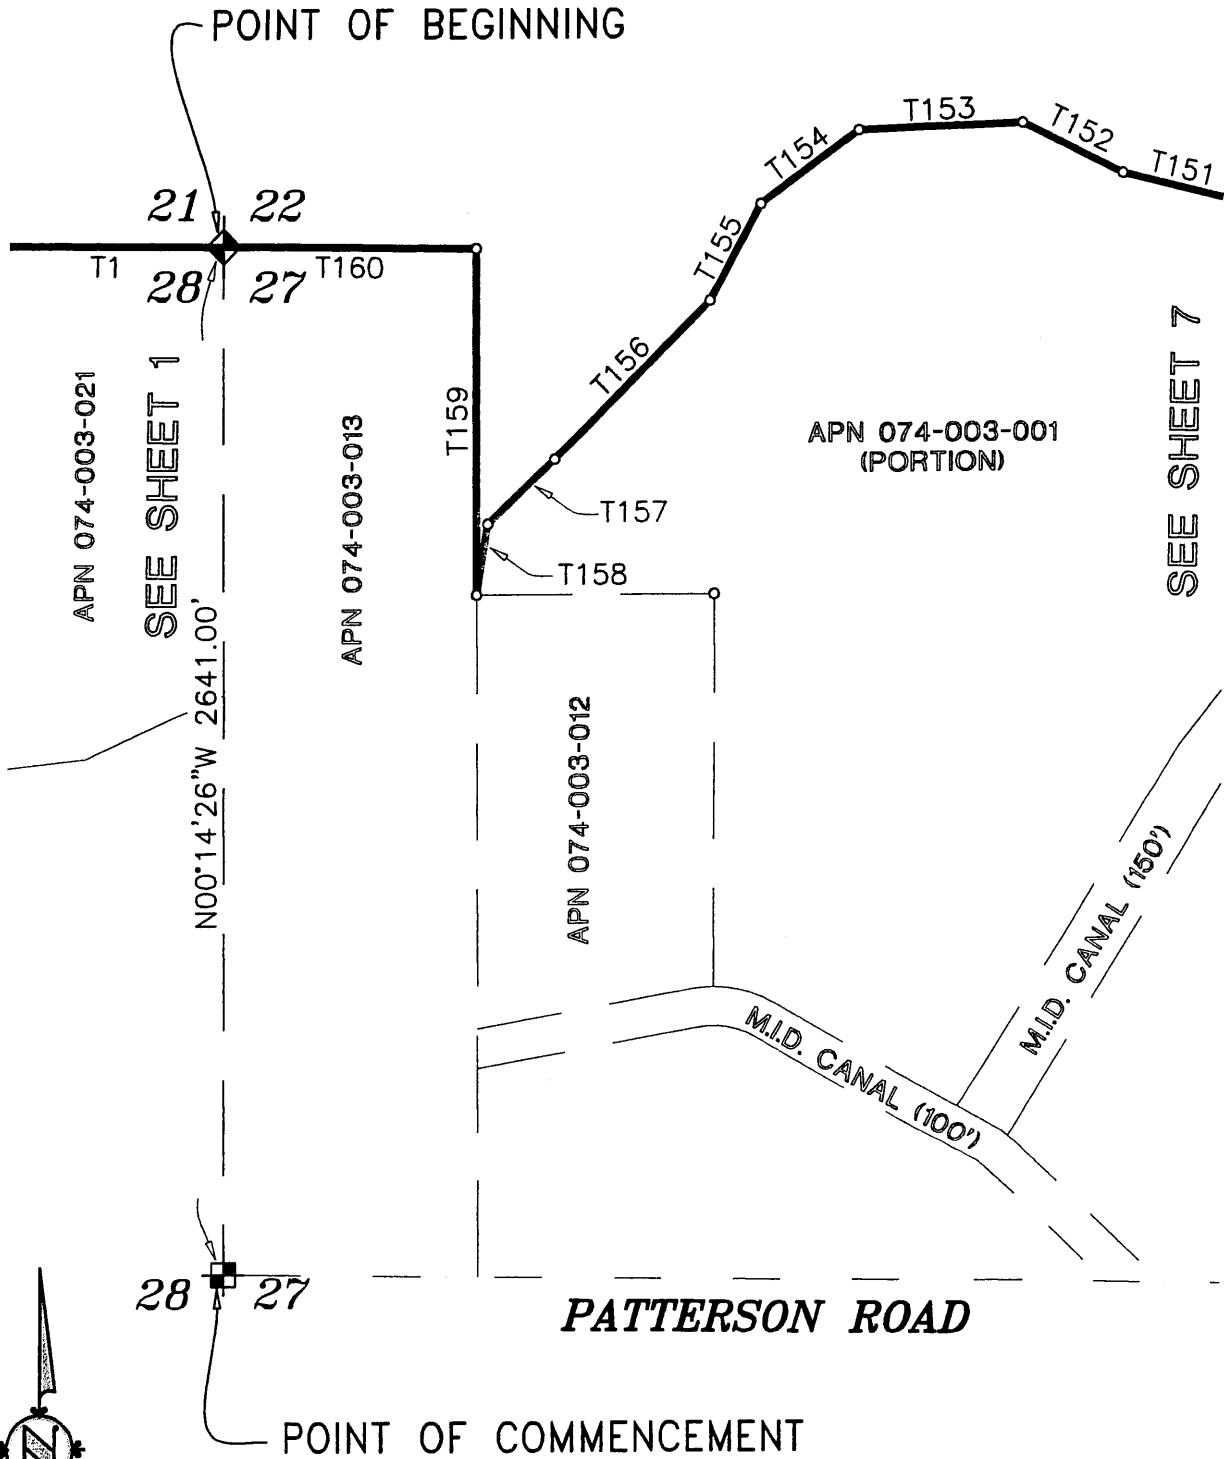 POINT OF BEGINNING
T153
T152
T154
T151
21 22
T155
T1
T160
28 27
T156
SEE SHEET 1
SEE SHEET 7
APN 074-003-021
APN 074-003-013
T159
APN 074-003-001
(PORTION)
T157
T158
N00°14'26"W 2641.00'
APN 074-003-012
M.I.D. CANAL (150')
M.I.D. CANAL (100')
28 27
PATTERSON ROAD
POINT OF COMMENCEMENT
N